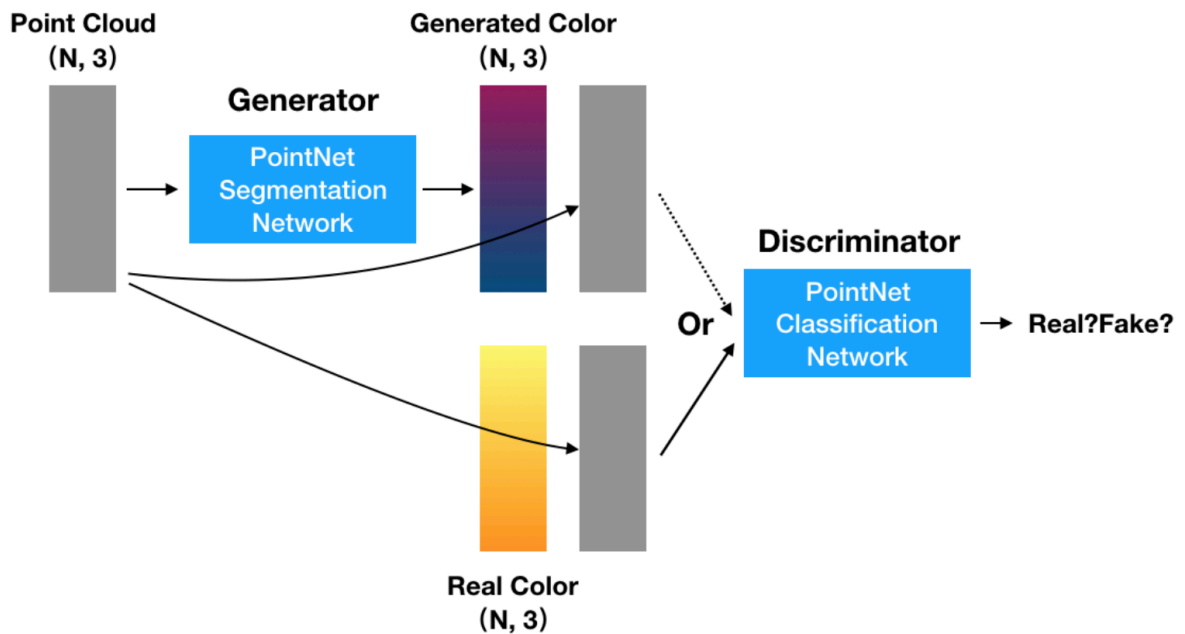 Point Cloud
(N, 3)
Generated Color
(N, 3)
Generator
PointNet
Segmentation
Network
Discriminator
PointNet
Classification
Network
Or
Real?Fake?
Real Color
(N, 3)